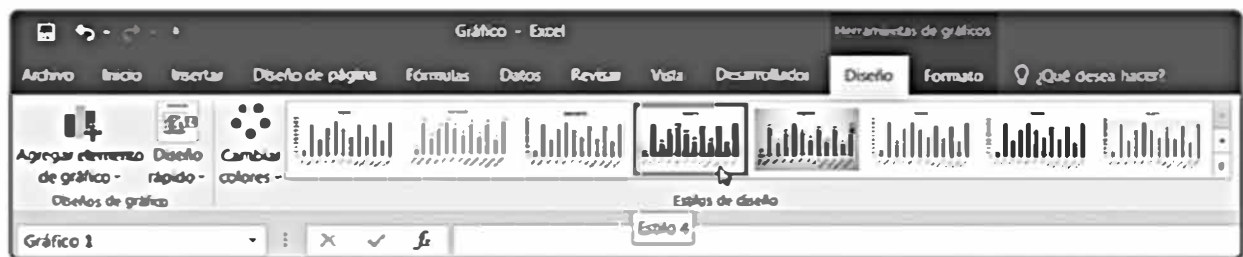 Gráfico - Excel
Herramientas de gráficos
Archivo Inicio Insertar Diseño de página Fórmulas Datos Revisar Vista Desarrollador Diseño Formato ¿Qué desea hacer?
Agregar elemento de gráfico
Diseño rápido
Cambiar colores
Diseños de gráfico
Estilos de diseño
Gráfico 1
fx
Estilo 4